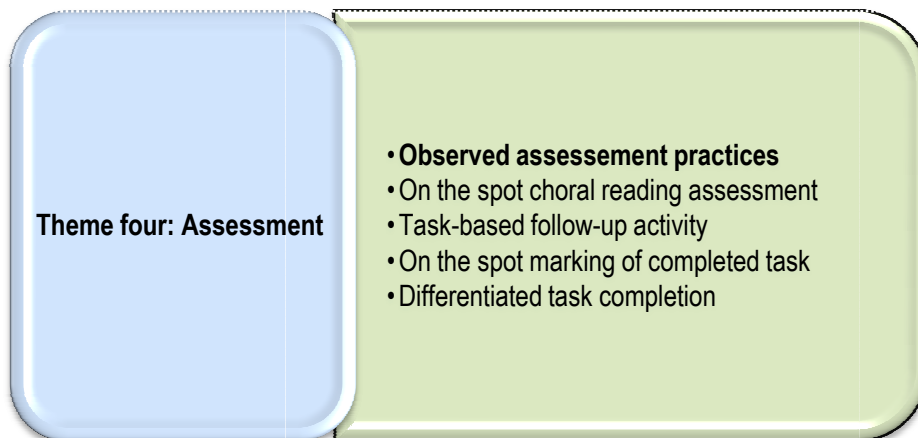 Theme four: Assessment
•Observed assessement practices
•On the spot choral reading assessment
•Task-based follow-up activity
•On the spot marking of completed task
•Differentiated task completion